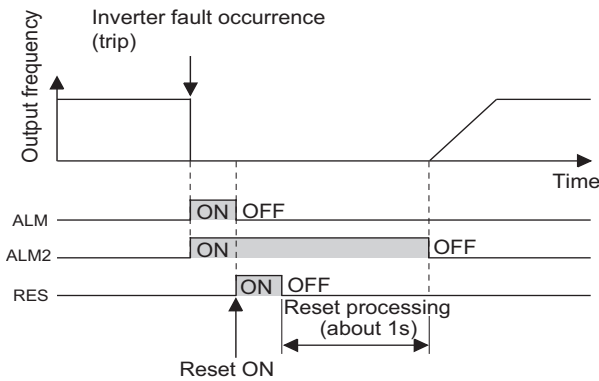 Inverter fault occurrence
(trip)
Output frequency
Time
ON OFF
ALM
ON OFF
ALM2
ON OFF
RES
Reset processing
(about 1s)
Reset ON